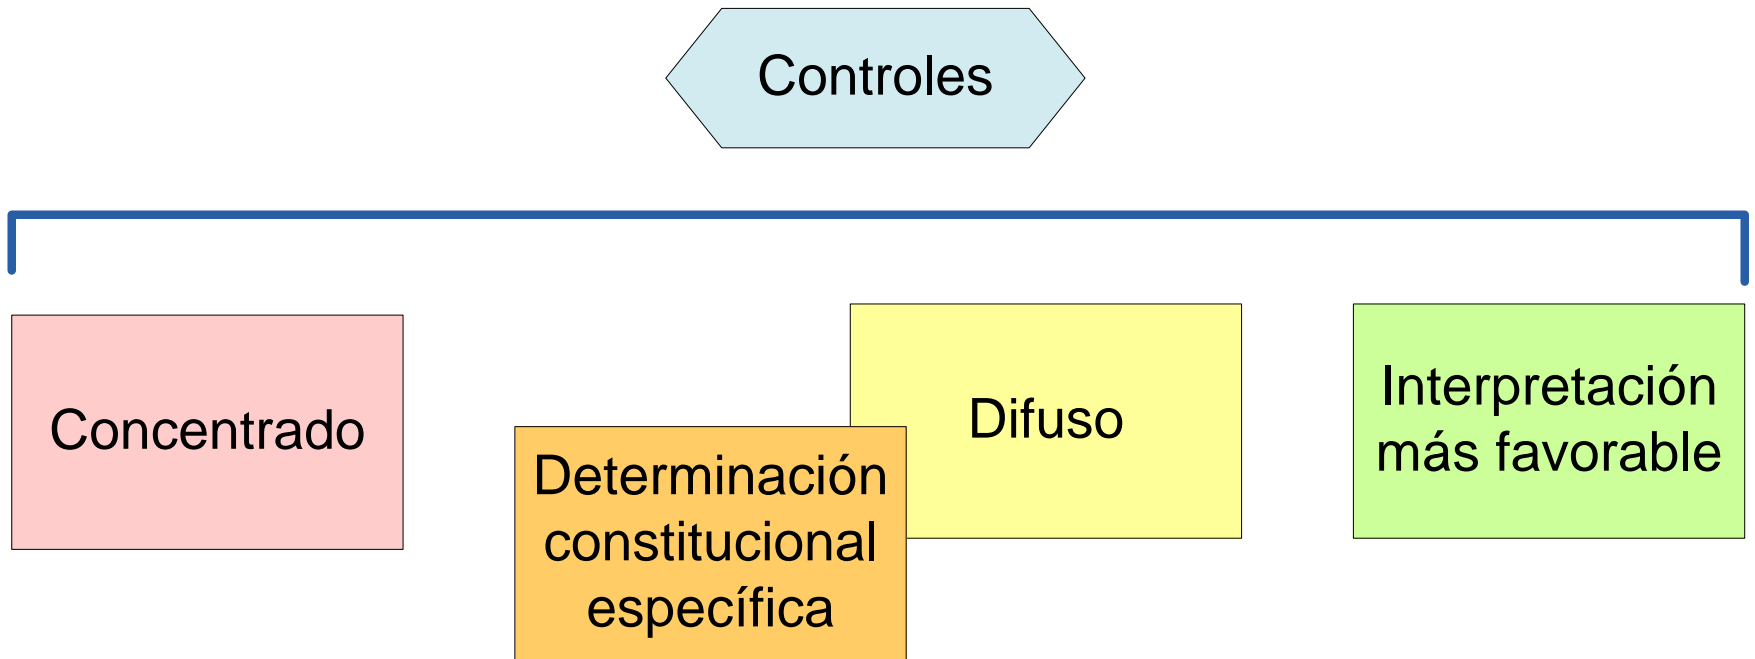 Controles
Concentrado
Determinación
constitucional
específica
Difuso
Interpretación
más favorable